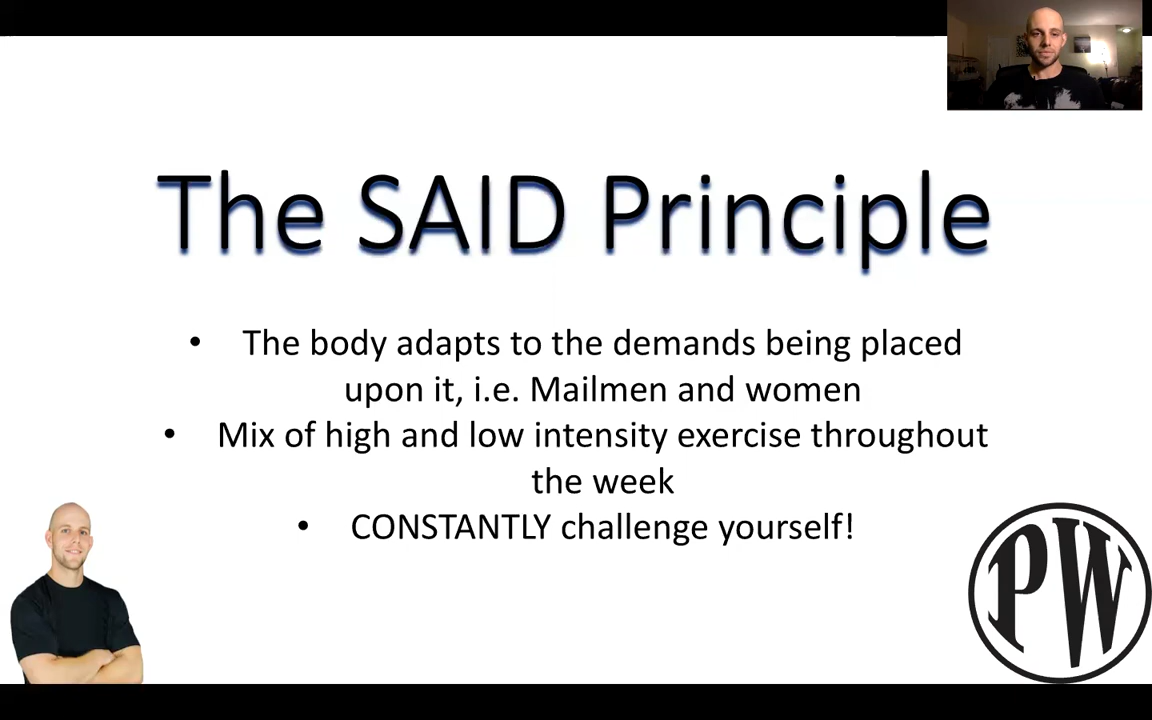 The SAID Principle
• The body adapts to the demands being placed
upon it, i.e. Mailmen and women
• Mix of high and low intensity exercise throughout
the week
• CONSTANTLY challenge yourself!
PW